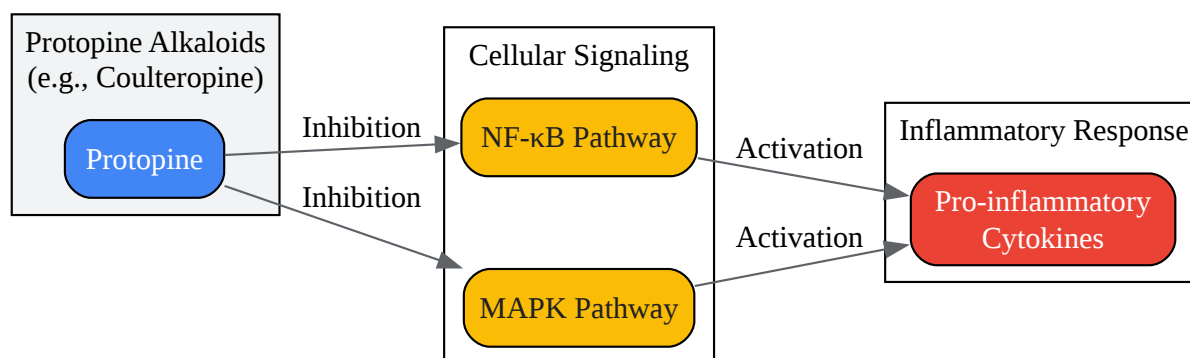 Protopine Alkaloids
(e.g., Coulteropine)
Protopine
Inhibition
Inhibition
Cellular Signaling
NF-κB Pathway
MAPK Pathway
Activation
Activation
Inflammatory Response
Pro-inflammatory
Cytokines